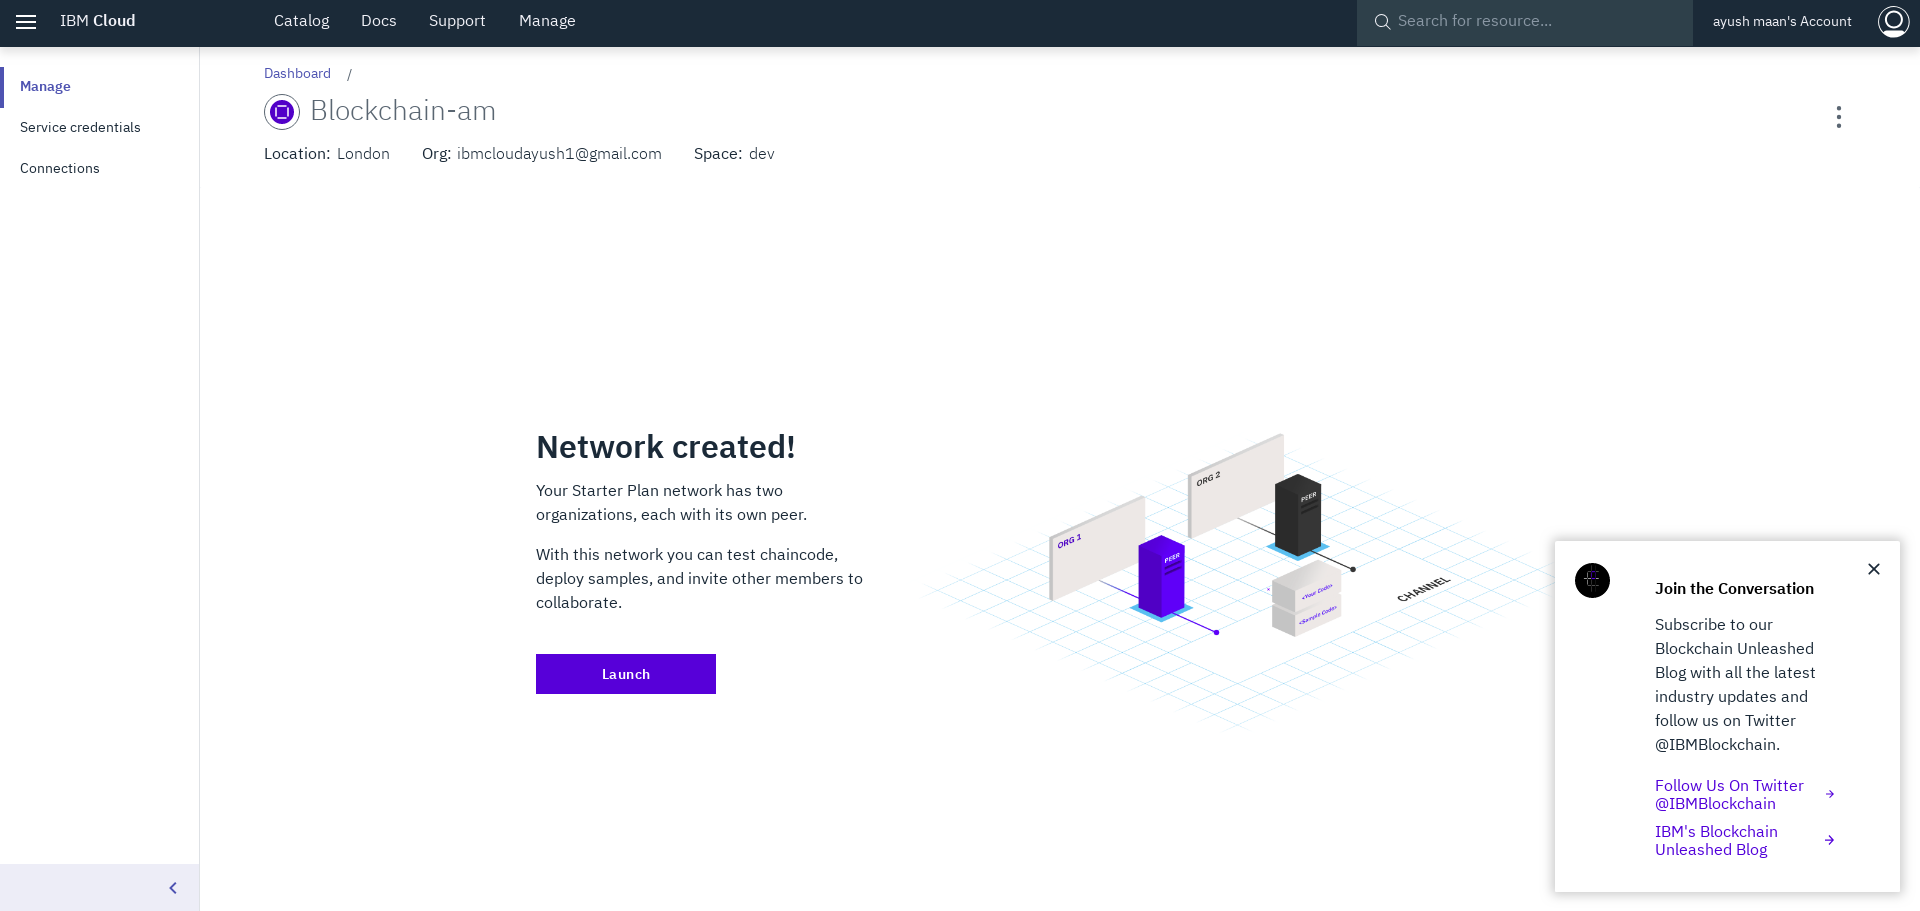 IBM Cloud
Catalog
Docs
Support
Manage
Search for resource...
ayush maan's Account
Manage
Service credentials
Connections
Dashboard /
Blockchain-am
Location: London
Org: ibmcloudayush1@gmail.com
Space: dev
Network created!
Your Starter Plan network has two
organizations, each with its own peer.
With this network you can test chaincode,
deploy samples, and invite other members to
collaborate.
Launch
ORG 2
PEER
ORG 1
PEER
<Your Code>
<Sample Code>
CHANNEL
Join the Conversation
Subscribe to our
Blockchain Unleashed
Blog with all the latest
industry updates and
follow us on Twitter
@IBMBlockchain.
Follow Us On Twitter
@IBMBlockchain
IBM's Blockchain
Unleashed Blog